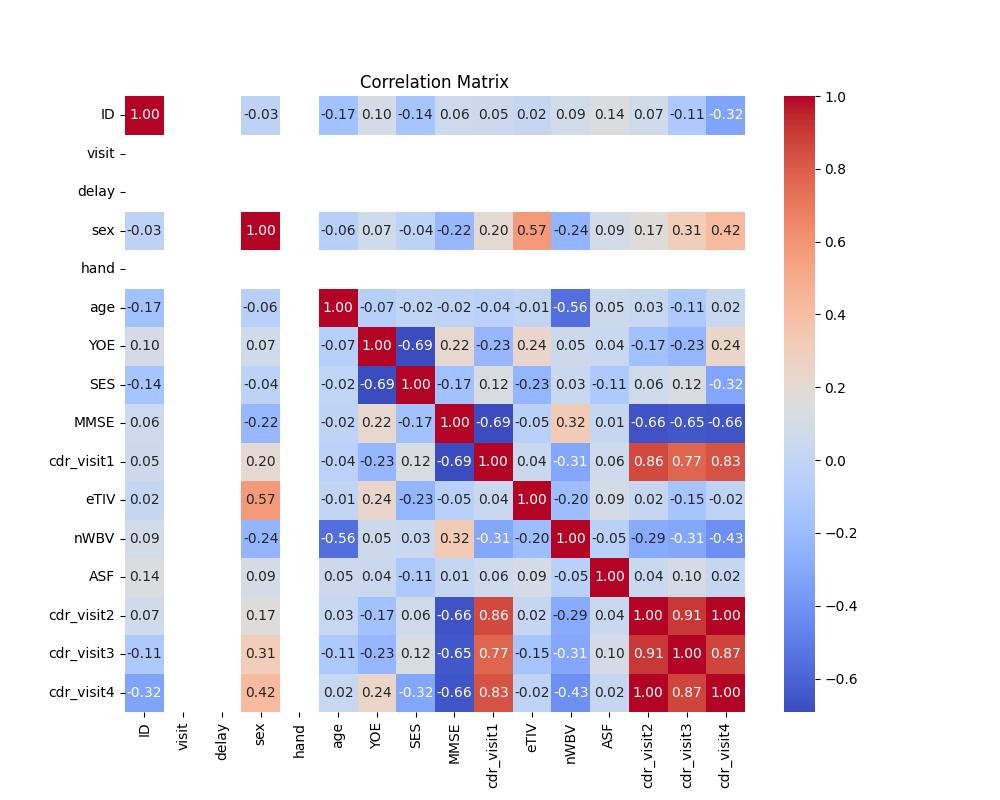 Correlation Matrix
ID 1.00 -0.03 -0.17 0.10 -0.14 0.06 0.05 0.02 0.09 0.14 0.07 -0.11 -0.32
visit
delay
sex -0.03 1.00 -0.06 0.07 -0.04 -0.22 0.20 0.57 -0.24 0.09 0.17 0.31 0.42
hand
age -0.17 -0.06 1.00 -0.07 -0.02 -0.02 -0.04 -0.01 -0.56 0.05 0.03 -0.11 0.02
YOE 0.10 0.07 -0.07 1.00 -0.69 0.22 -0.23 0.24 0.05 0.04 -0.17 -0.23 0.24
SES -0.14 -0.04 -0.02 -0.69 1.00 -0.17 0.12 -0.23 0.03 -0.11 0.06 0.12 -0.32
MMSE 0.06 -0.22 -0.02 0.22 -0.17 1.00 -0.69 -0.05 0.32 0.01 -0.66 -0.65 -0.66
cdr_visit1 0.05 0.20 -0.04 -0.23 0.12 -0.69 1.00 0.04 -0.31 0.06 0.86 0.77 0.83
eTIV 0.02 0.57 -0.01 0.24 -0.23 -0.05 0.04 1.00 -0.20 0.09 0.02 -0.15 -0.02
nWBV 0.09 -0.24 -0.56 0.05 0.03 0.32 -0.31 -0.20 1.00 -0.05 -0.29 -0.31 -0.43
ASF 0.14 0.09 0.05 0.04 -0.11 0.01 0.06 0.09 -0.05 1.00 0.04 0.10 0.02
cdr_visit2 0.07 0.17 0.03 -0.17 0.06 -0.66 0.86 0.02 -0.29 0.04 1.00 0.91 1.00
cdr_visit3 -0.11 0.31 -0.11 -0.23 0.12 -0.65 0.77 -0.15 -0.31 0.10 0.91 1.00 0.87
cdr_visit4 -0.32 0.42 0.02 0.24 -0.32 -0.66 0.83 -0.02 -0.43 0.02 1.00 0.87 1.00
ID visit delay sex hand age YOE SES MMSE cdr_visit1 eTIV nWBV ASF cdr_visit2 cdr_visit3 cdr_visit4
1.0
0.8
0.6
0.4
0.2
0.0
-0.2
-0.4
-0.6